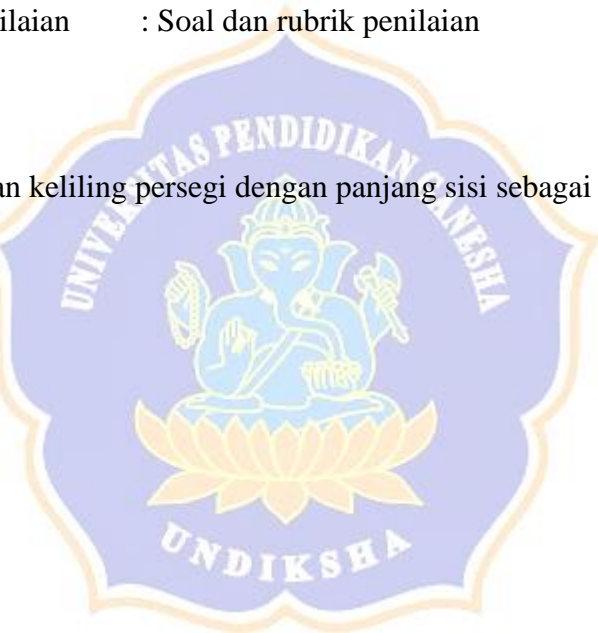 ilaian : Soal dan rubrik penilaian
UNIVERSITAS PENDIDIKAN GANESHA
an keliling persegi dengan panjang sisi sebagai
UNDIKSHA